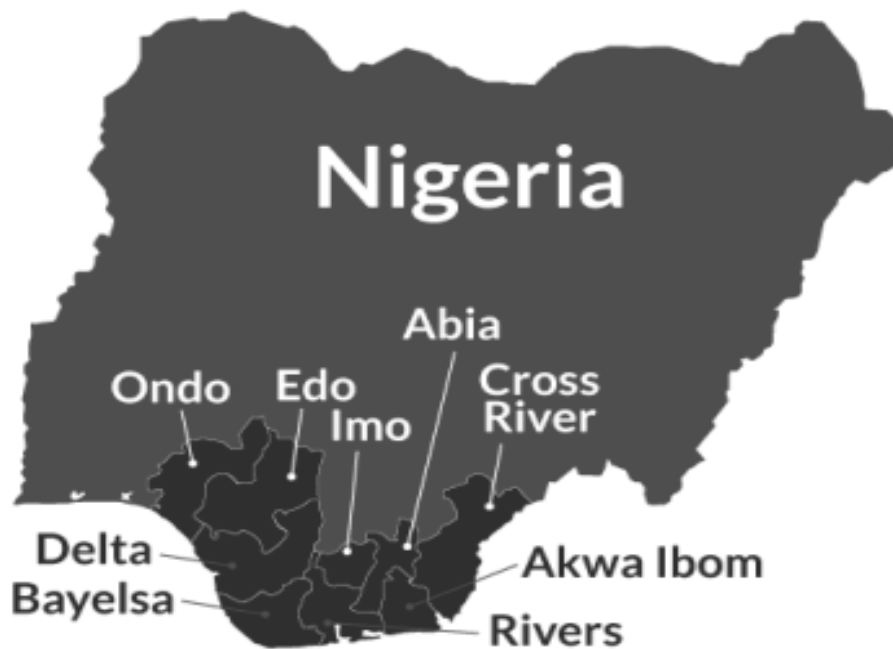 Nigeria
Abia
Cross
River
Ondo
Edo
Imo
Delta
Bayelsa
Akwa Ibom
Rivers